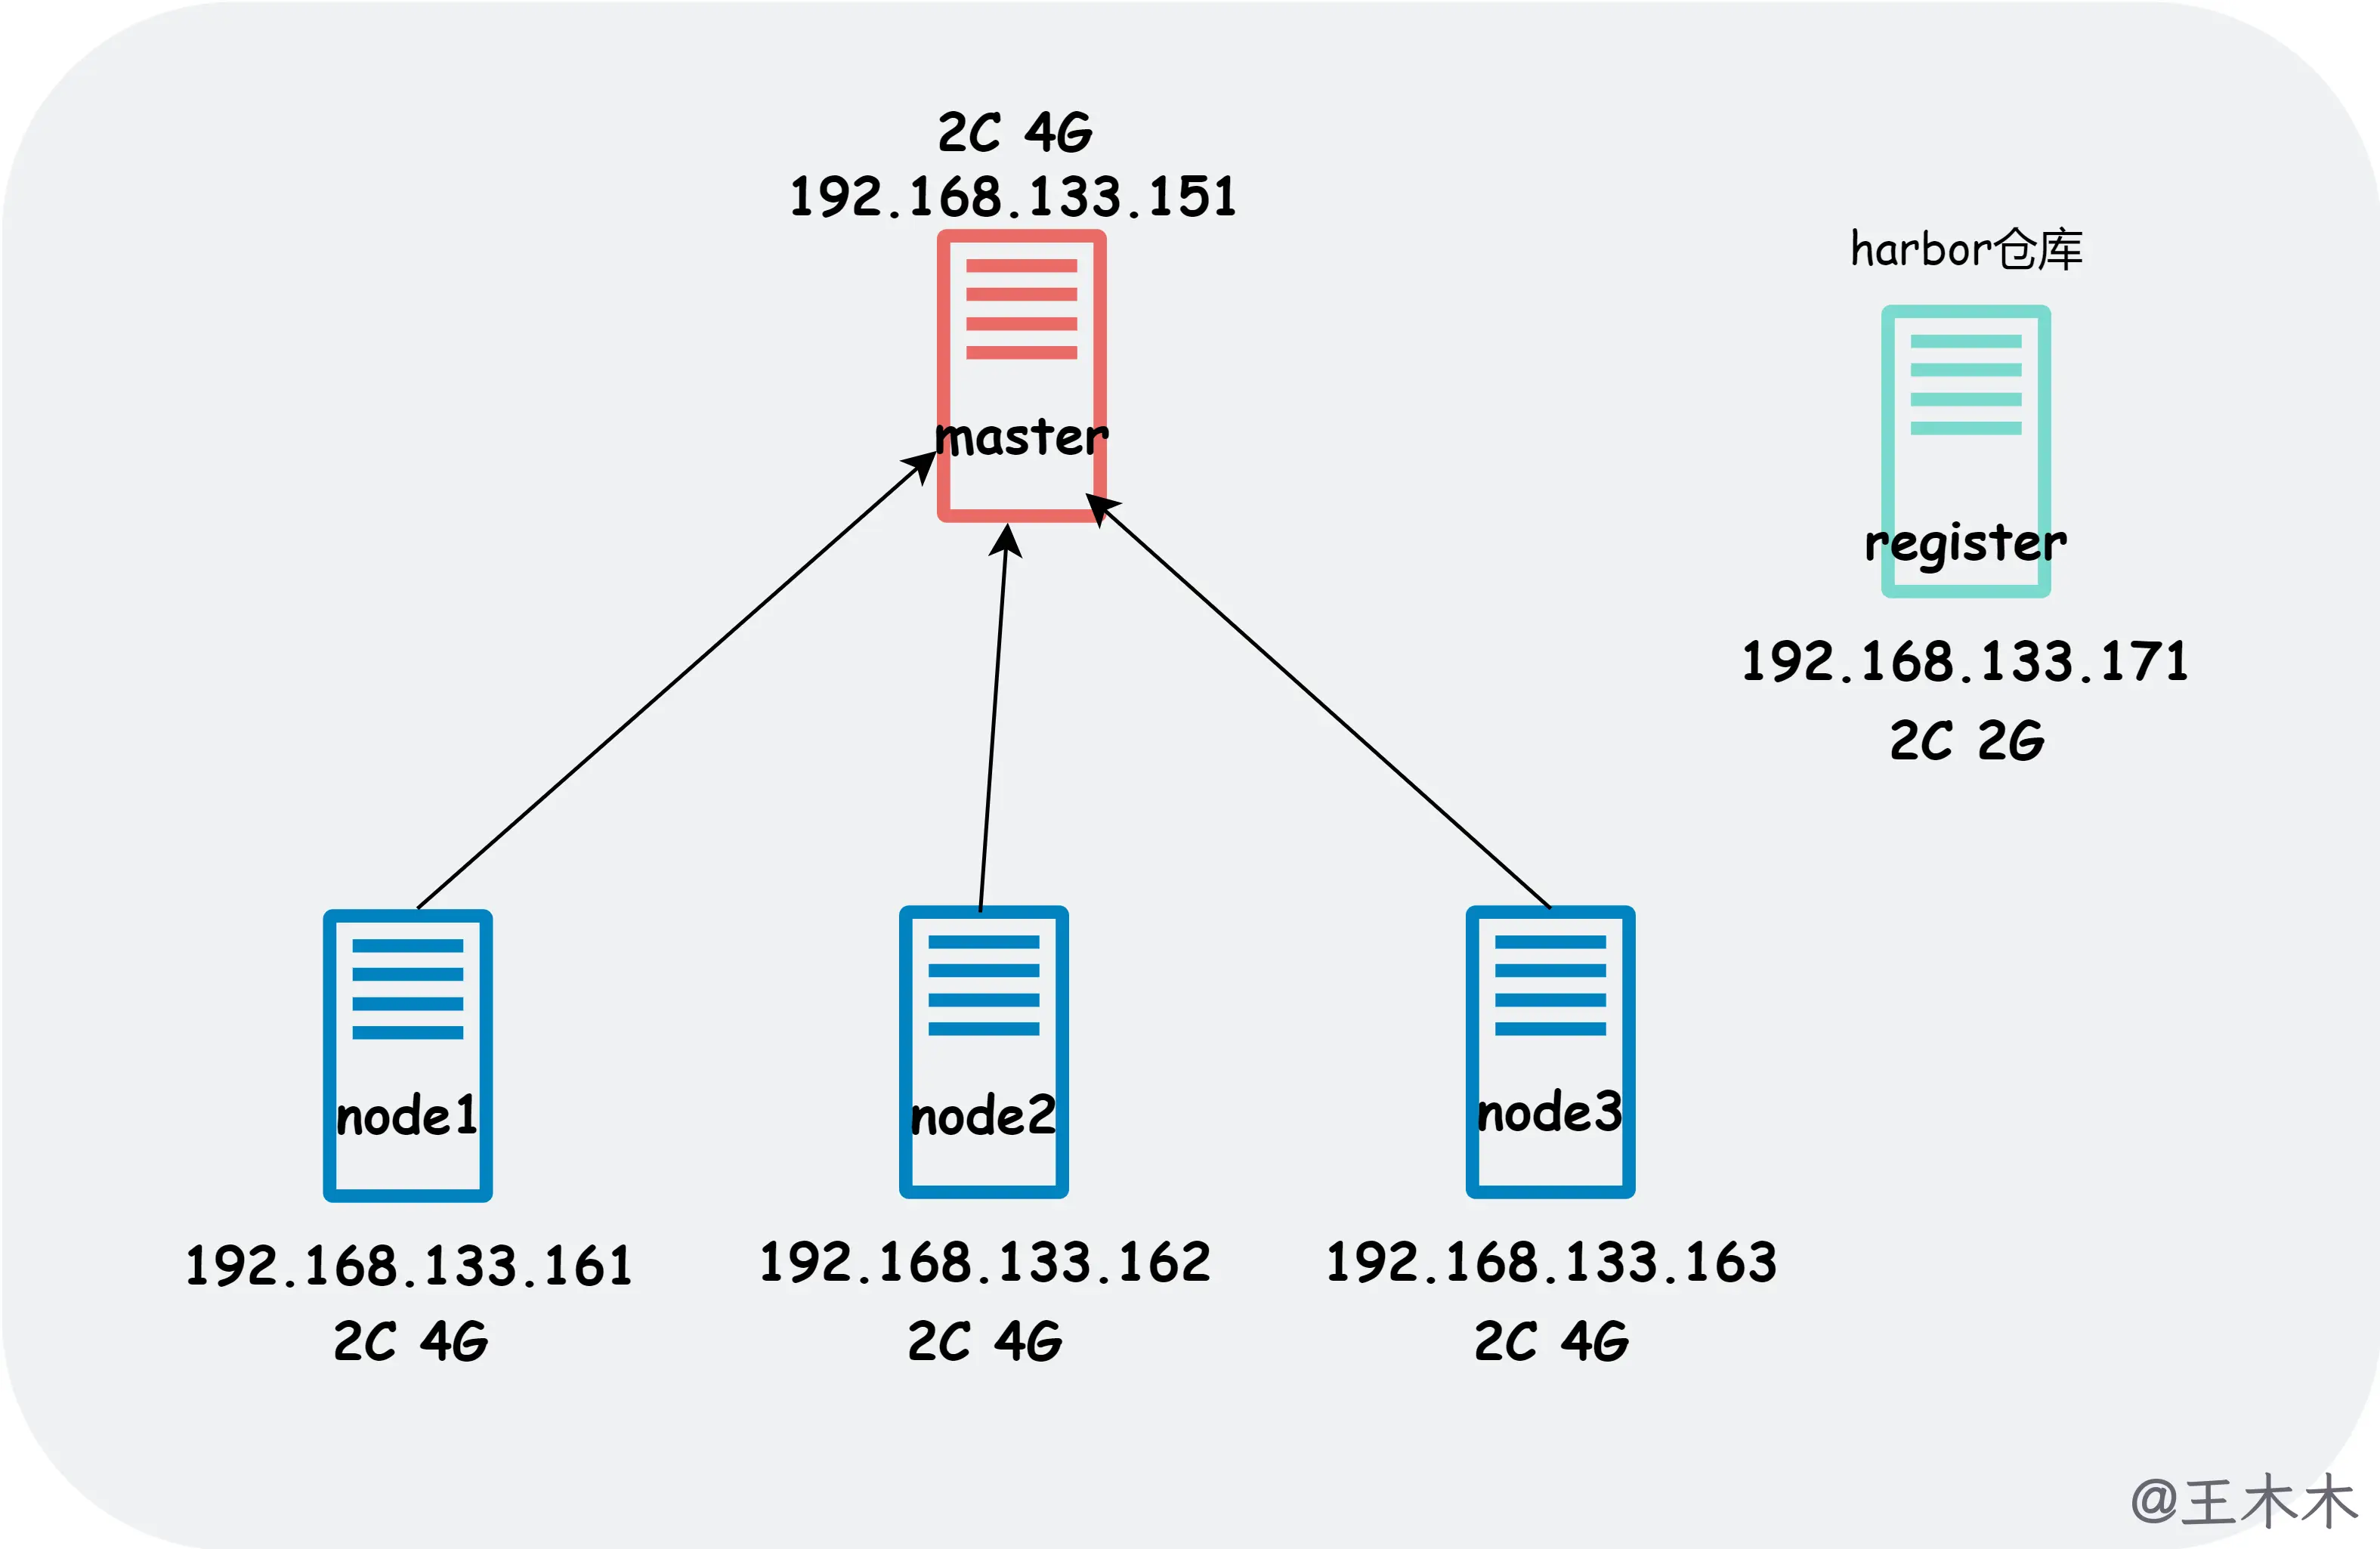 2C 4G
192.168.133.151
master
harbor仓库
register
192.168.133.171
2C 2G
node1
192.168.133.161
2C 4G
node2
192.168.133.162
2C 4G
node3
192.168.133.163
2C 4G
@王木木